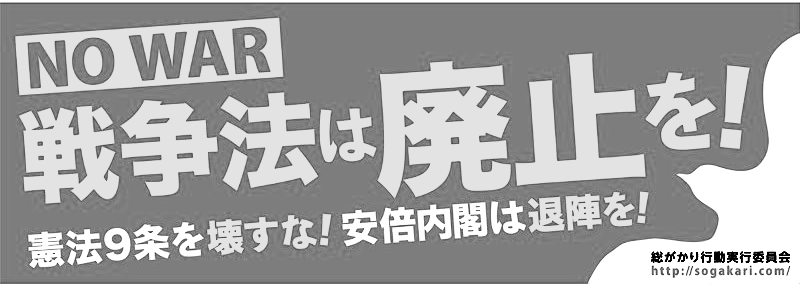 NO WAR
戦争法は廃止を!
憲法9条を壊すな! 安倍内閣は退陣を!
総がかり行動実行委員会
http://sogakari.com/